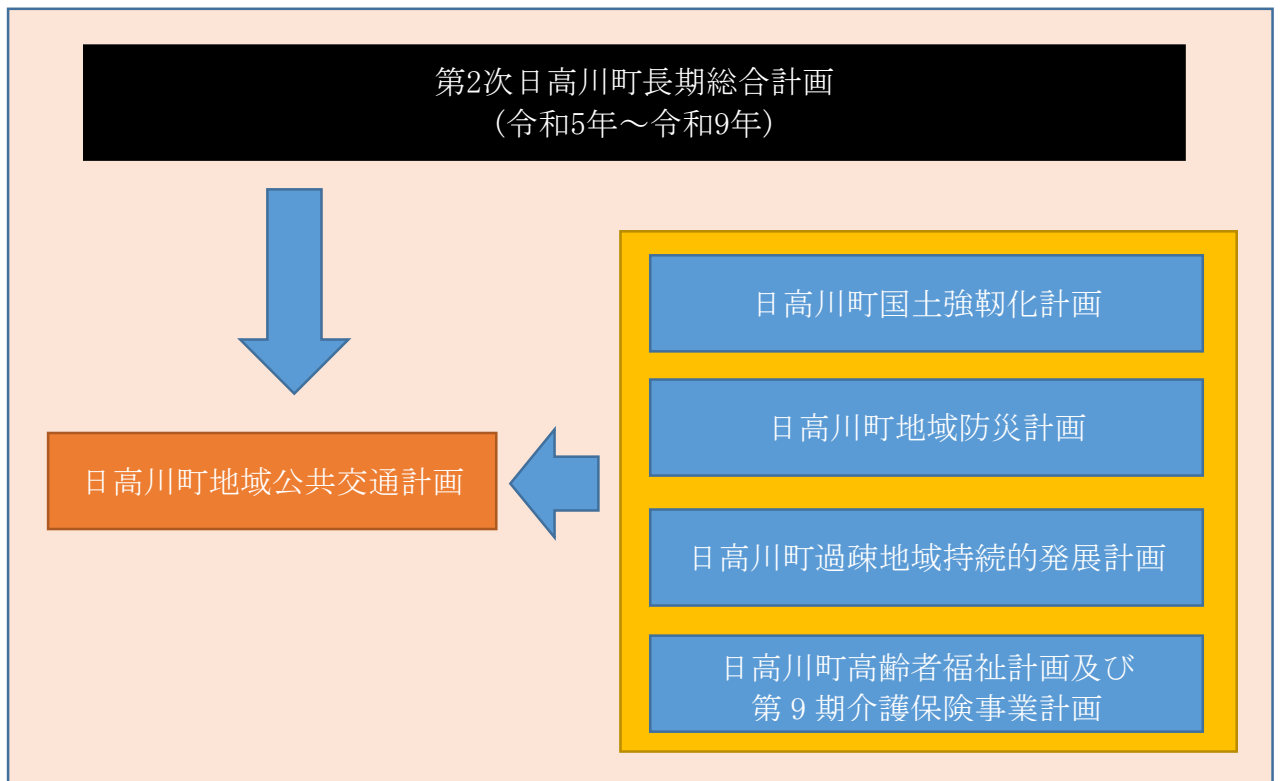 第2次日高川町長期総合計画
(令和5年～令和9年)
日高川町国土強靭化計画
日高川町地域防災計画
日高川町地域公共交通計画
日高川町過疎地域持続的発展計画
日高川町高齢者福祉計画及び
第９期介護保険事業計画